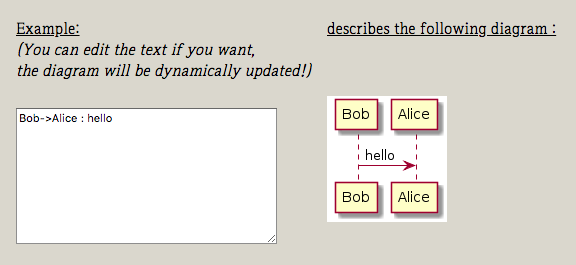 Example:
(You can edit the text if you want,
the diagram will be dynamically updated!)
Bob->Alice : hello
describes the following diagram :
Bob Alice
hello
Bob Alice